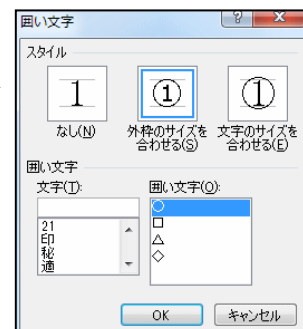 囲い文字
スタイル
1 ① ①
なし(N) 外枠のサイズを合わせる(S) 文字のサイズを合わせる(E)
囲い文字
文字(T): 囲い文字(O):
21
印
秘
適
○
□
△
◇
OK キャンセル